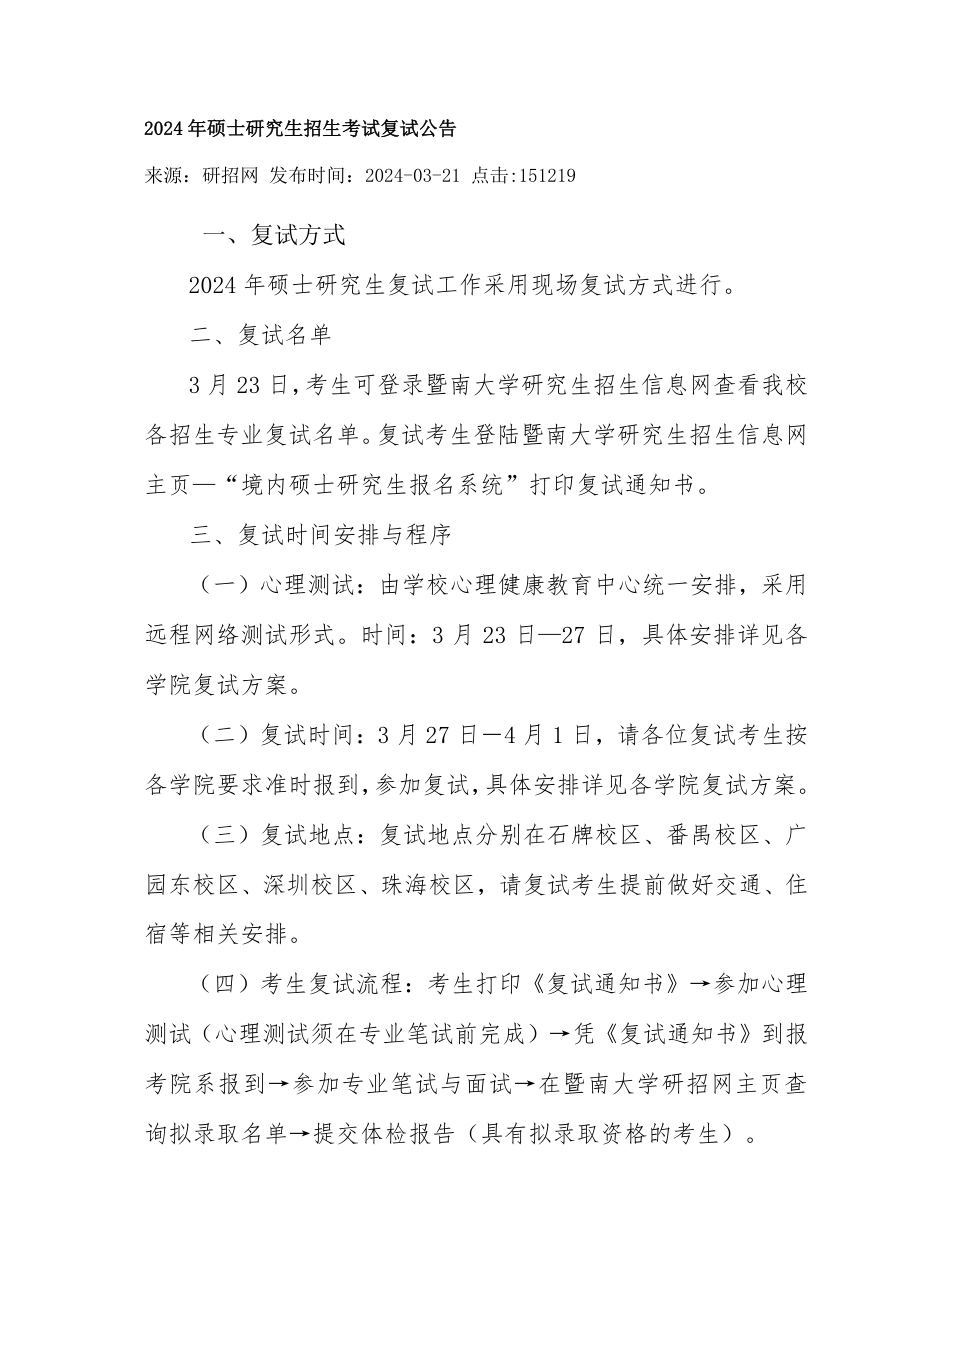 2024 年硕士研究生招生考试复试公告
来源：研招网 发布时间：2024-03-21 点击:151219
一、复试方式
2024 年硕士研究生复试工作采用现场复试方式进行。
二、复试名单
3 月 23 日，考生可登录暨南大学研究生招生信息网查看我校
各招生专业复试名单。复试考生登陆暨南大学研究生招生信息网
主页—“境内硕士研究生报名系统”打印复试通知书。
三、复试时间安排与程序
（一）心理测试：由学校心理健康教育中心统一安排，采用
远程网络测试形式。时间：3 月 23 日—27 日，具体安排详见各
学院复试方案。
（二）复试时间：3 月 27 日－4 月 1 日，请各位复试考生按
各学院要求准时报到，参加复试，具体安排详见各学院复试方案。
（三）复试地点：复试地点分别在石牌校区、番禺校区、广
园东校区、深圳校区、珠海校区，请复试考生提前做好交通、住
宿等相关安排。
（四）考生复试流程：考生打印《复试通知书》→参加心理
测试（心理测试须在专业笔试前完成）→凭《复试通知书》到报
考院系报到→参加专业笔试与面试→在暨南大学研招网主页查
询拟录取名单→提交体检报告（具有拟录取资格的考生）。